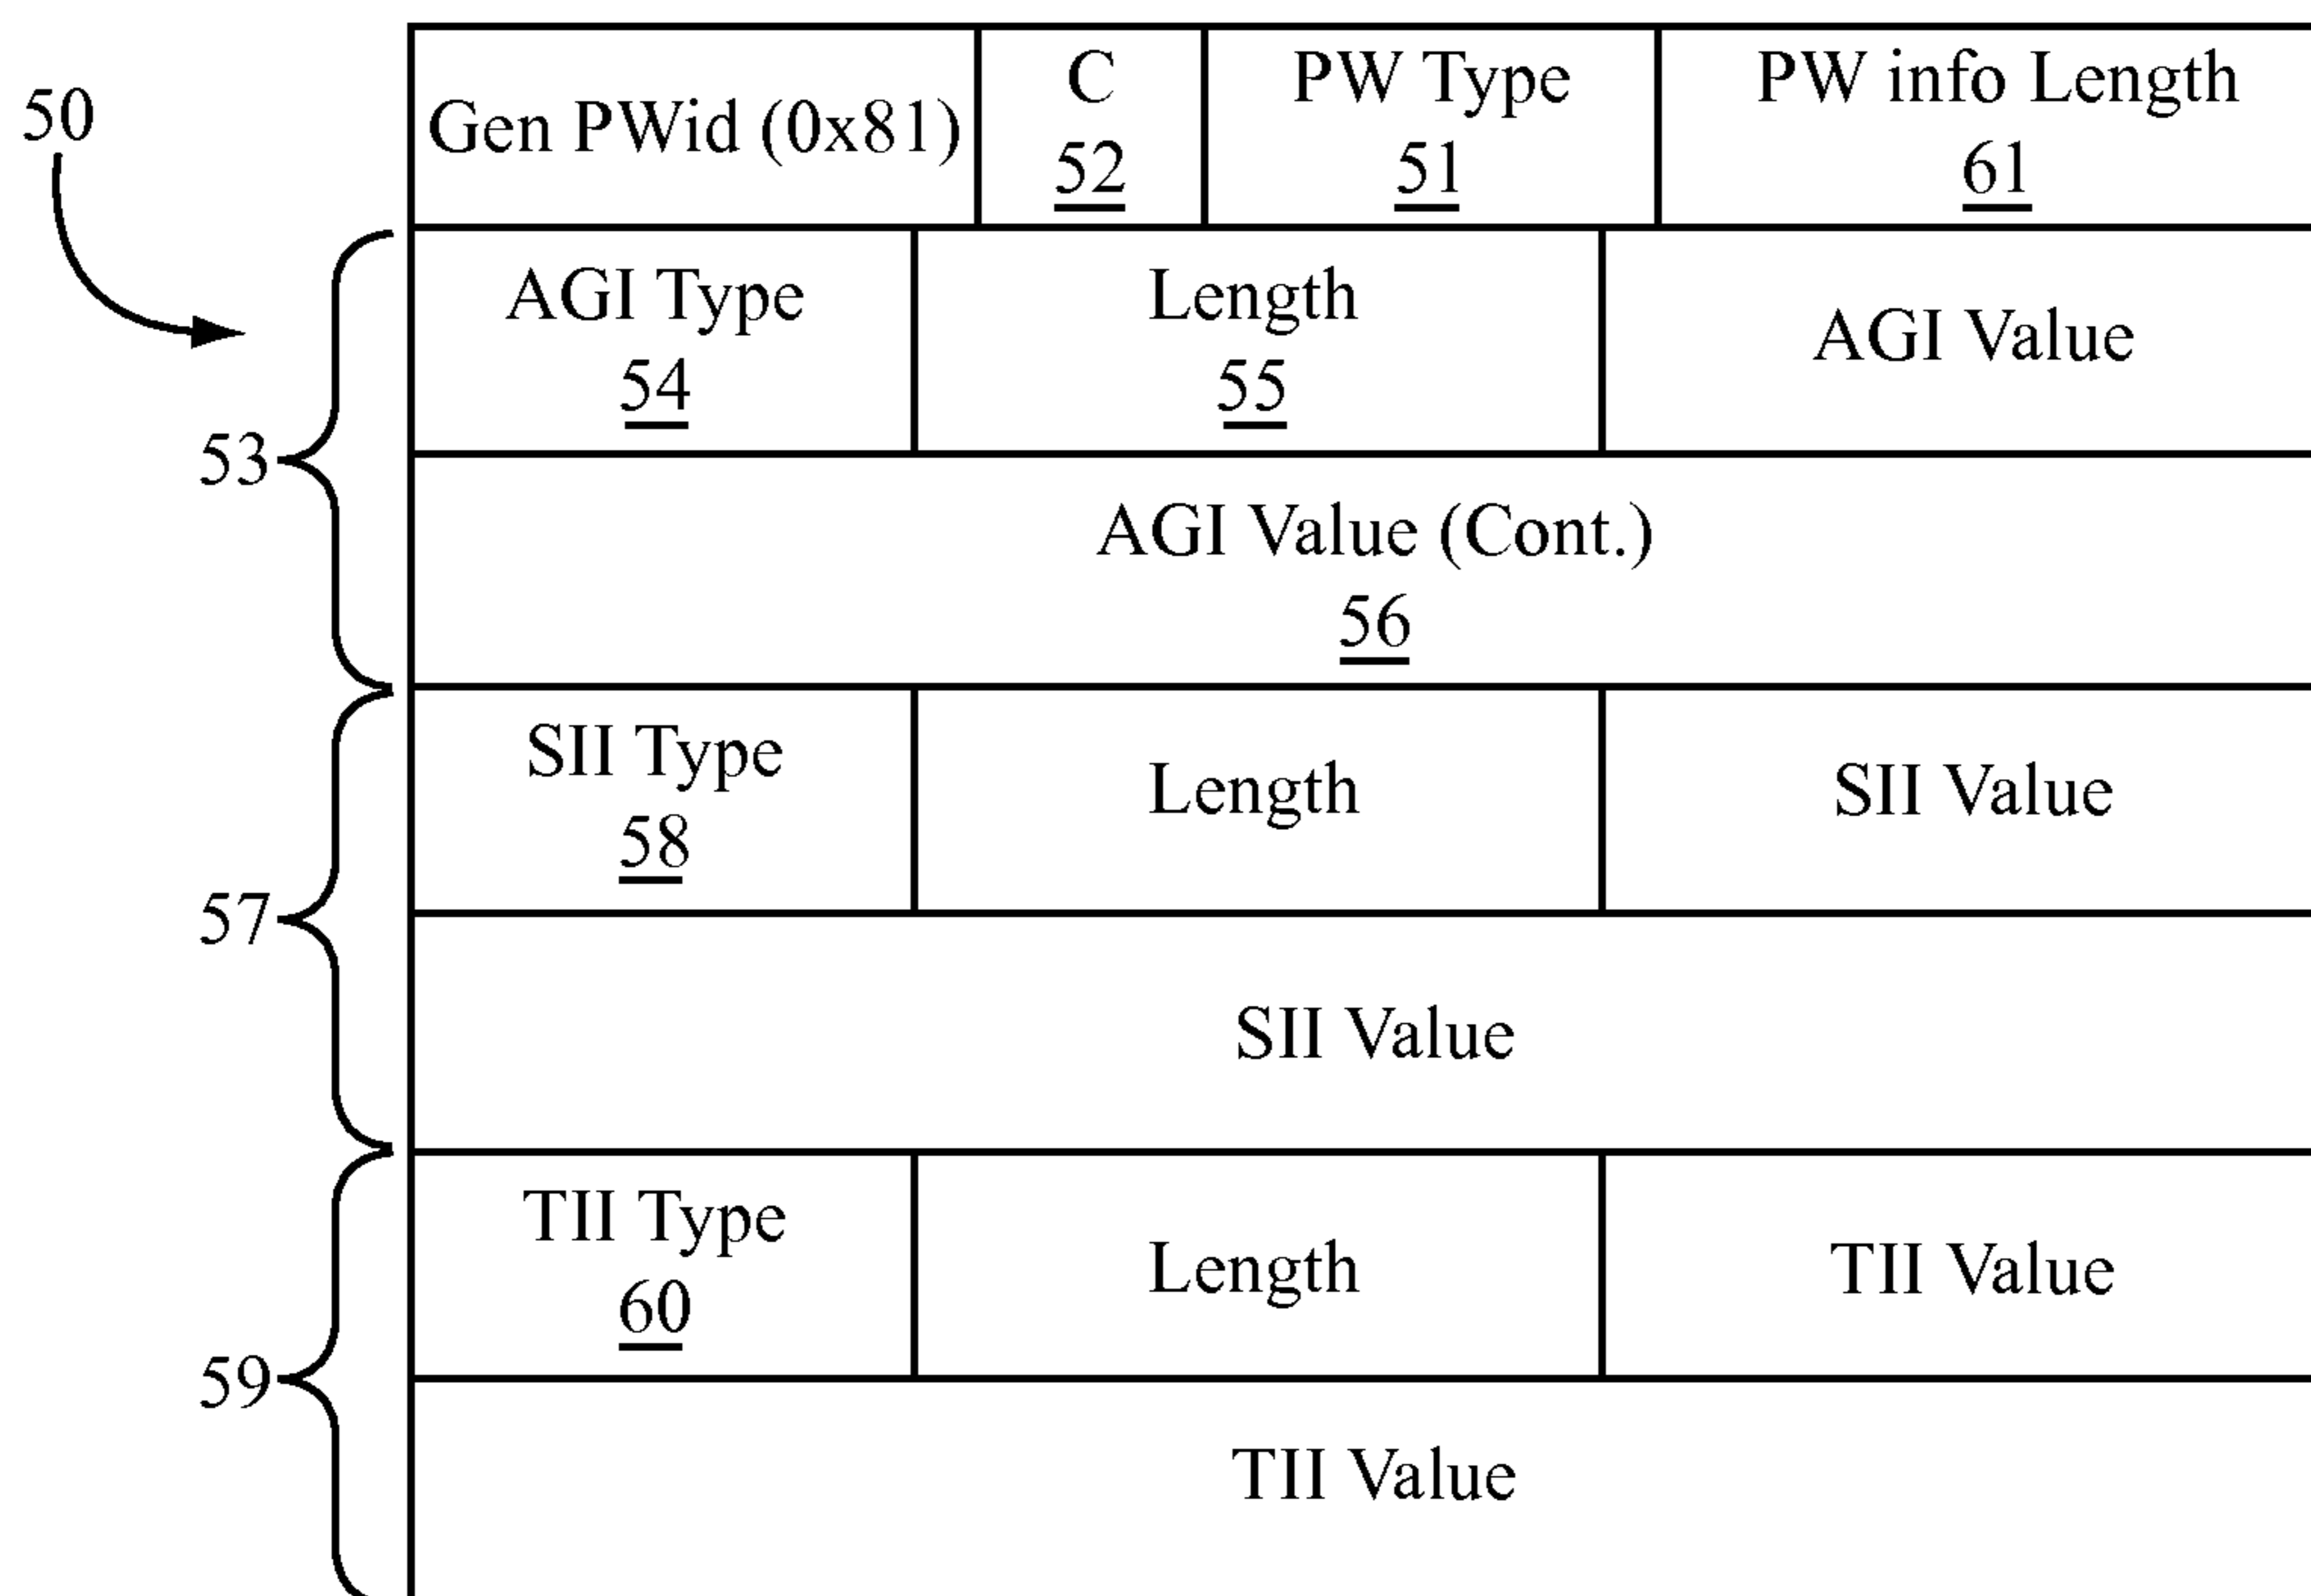 50
Gen PWid (0x81)
C
52
PW Type
51
PW info Length
61
53
AGI Type
54
Length
55
AGI Value
AGI Value (Cont.)
56
57
SII Type
58
Length
SII Value
SII Value
59
TII Type
60
Length
TII Value
TII Value